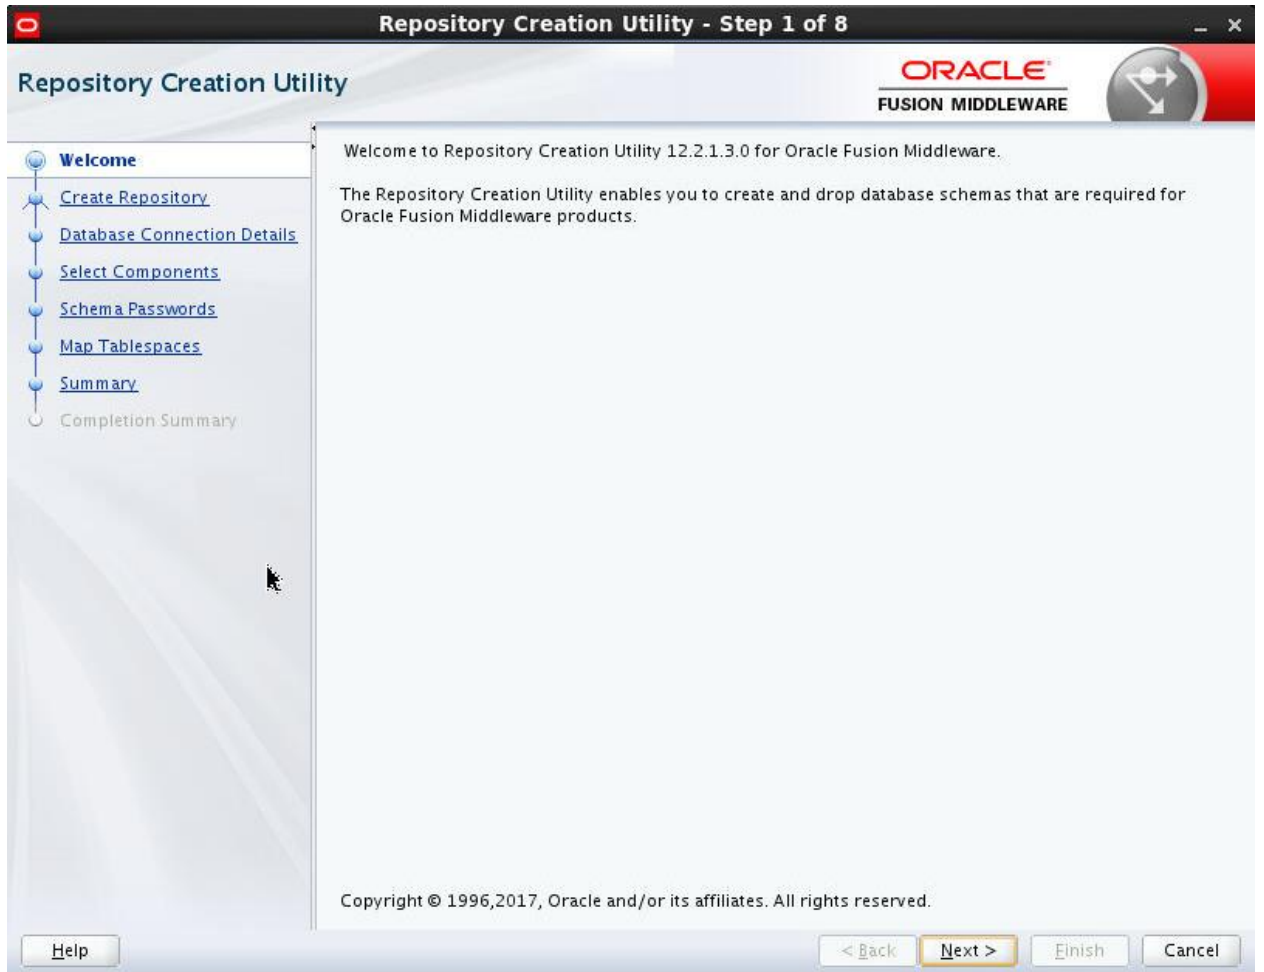 Repository Creation Utility - Step 1 of 8
Repository Creation Utility
ORACLE
FUSION MIDDLEWARE
Welcome
Create Repository
Database Connection Details
Select Components
Schema Passwords
Map Tablespaces
Summary
Completion Summary
Welcome to Repository Creation Utility 12.2.1.3.0 for Oracle Fusion Middleware.
The Repository Creation Utility enables you to create and drop database schemas that are required for
Oracle Fusion Middleware products.
Copyright © 1996,2017, Oracle and/or its affiliates. All rights reserved.
Help
< Back
Next >
Finish
Cancel